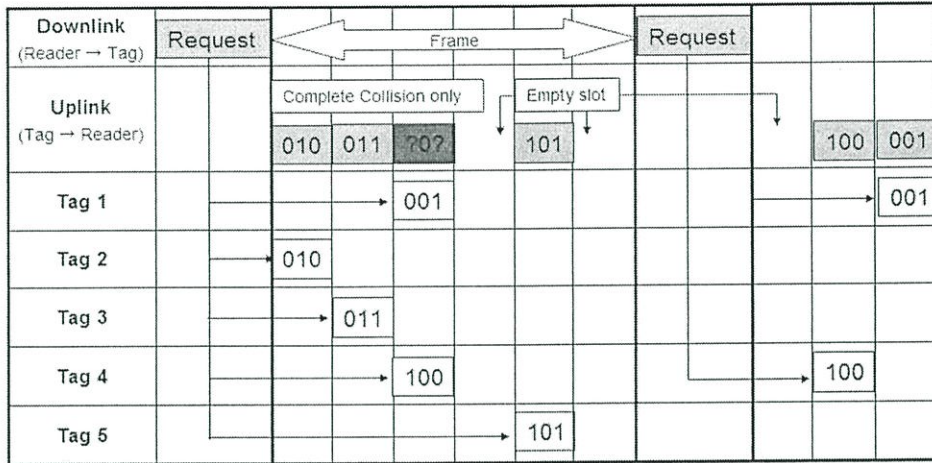 Downlink
(Reader → Tag)
Request
Frame
Request
Uplink
(Tag → Reader)
Complete Collision only
Empty slot
010 011 ?0? 101 100 001
Tag 1
001
001
Tag 2
010
Tag 3
011
Tag 4
100
100
Tag 5
101